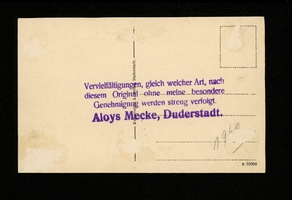 Vervielfältigungen, gleich welcher Art, nach
diesem Original ohne meine besondere
Genehmigung werden streng verfolgt.
Aloys Mecke, Duderstadt.